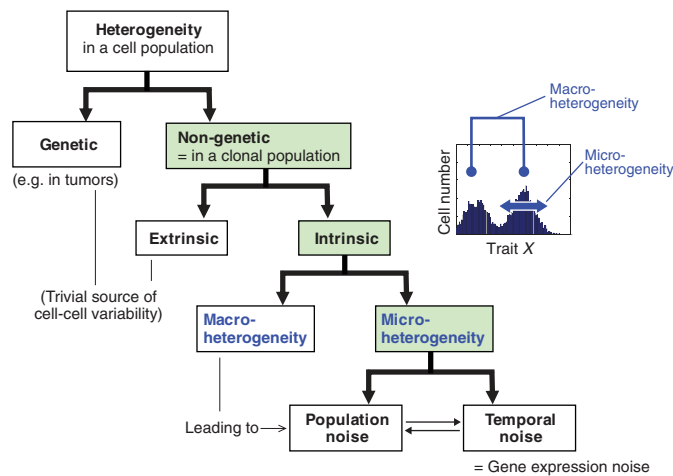 Heterogeneity
in a cell population
Genetic
(e.g. in tumors)
Non-genetic
= in a clonal population
Extrinsic
Intrinsic
(Trivial source of
cell-cell variability)
Macro-
heterogeneity
Micro-
heterogeneity
Leading to
Population
noise
Temporal
noise
= Gene expression noise
Macro-
heterogeneity
Micro-
heterogeneity
Cell number
Trait X